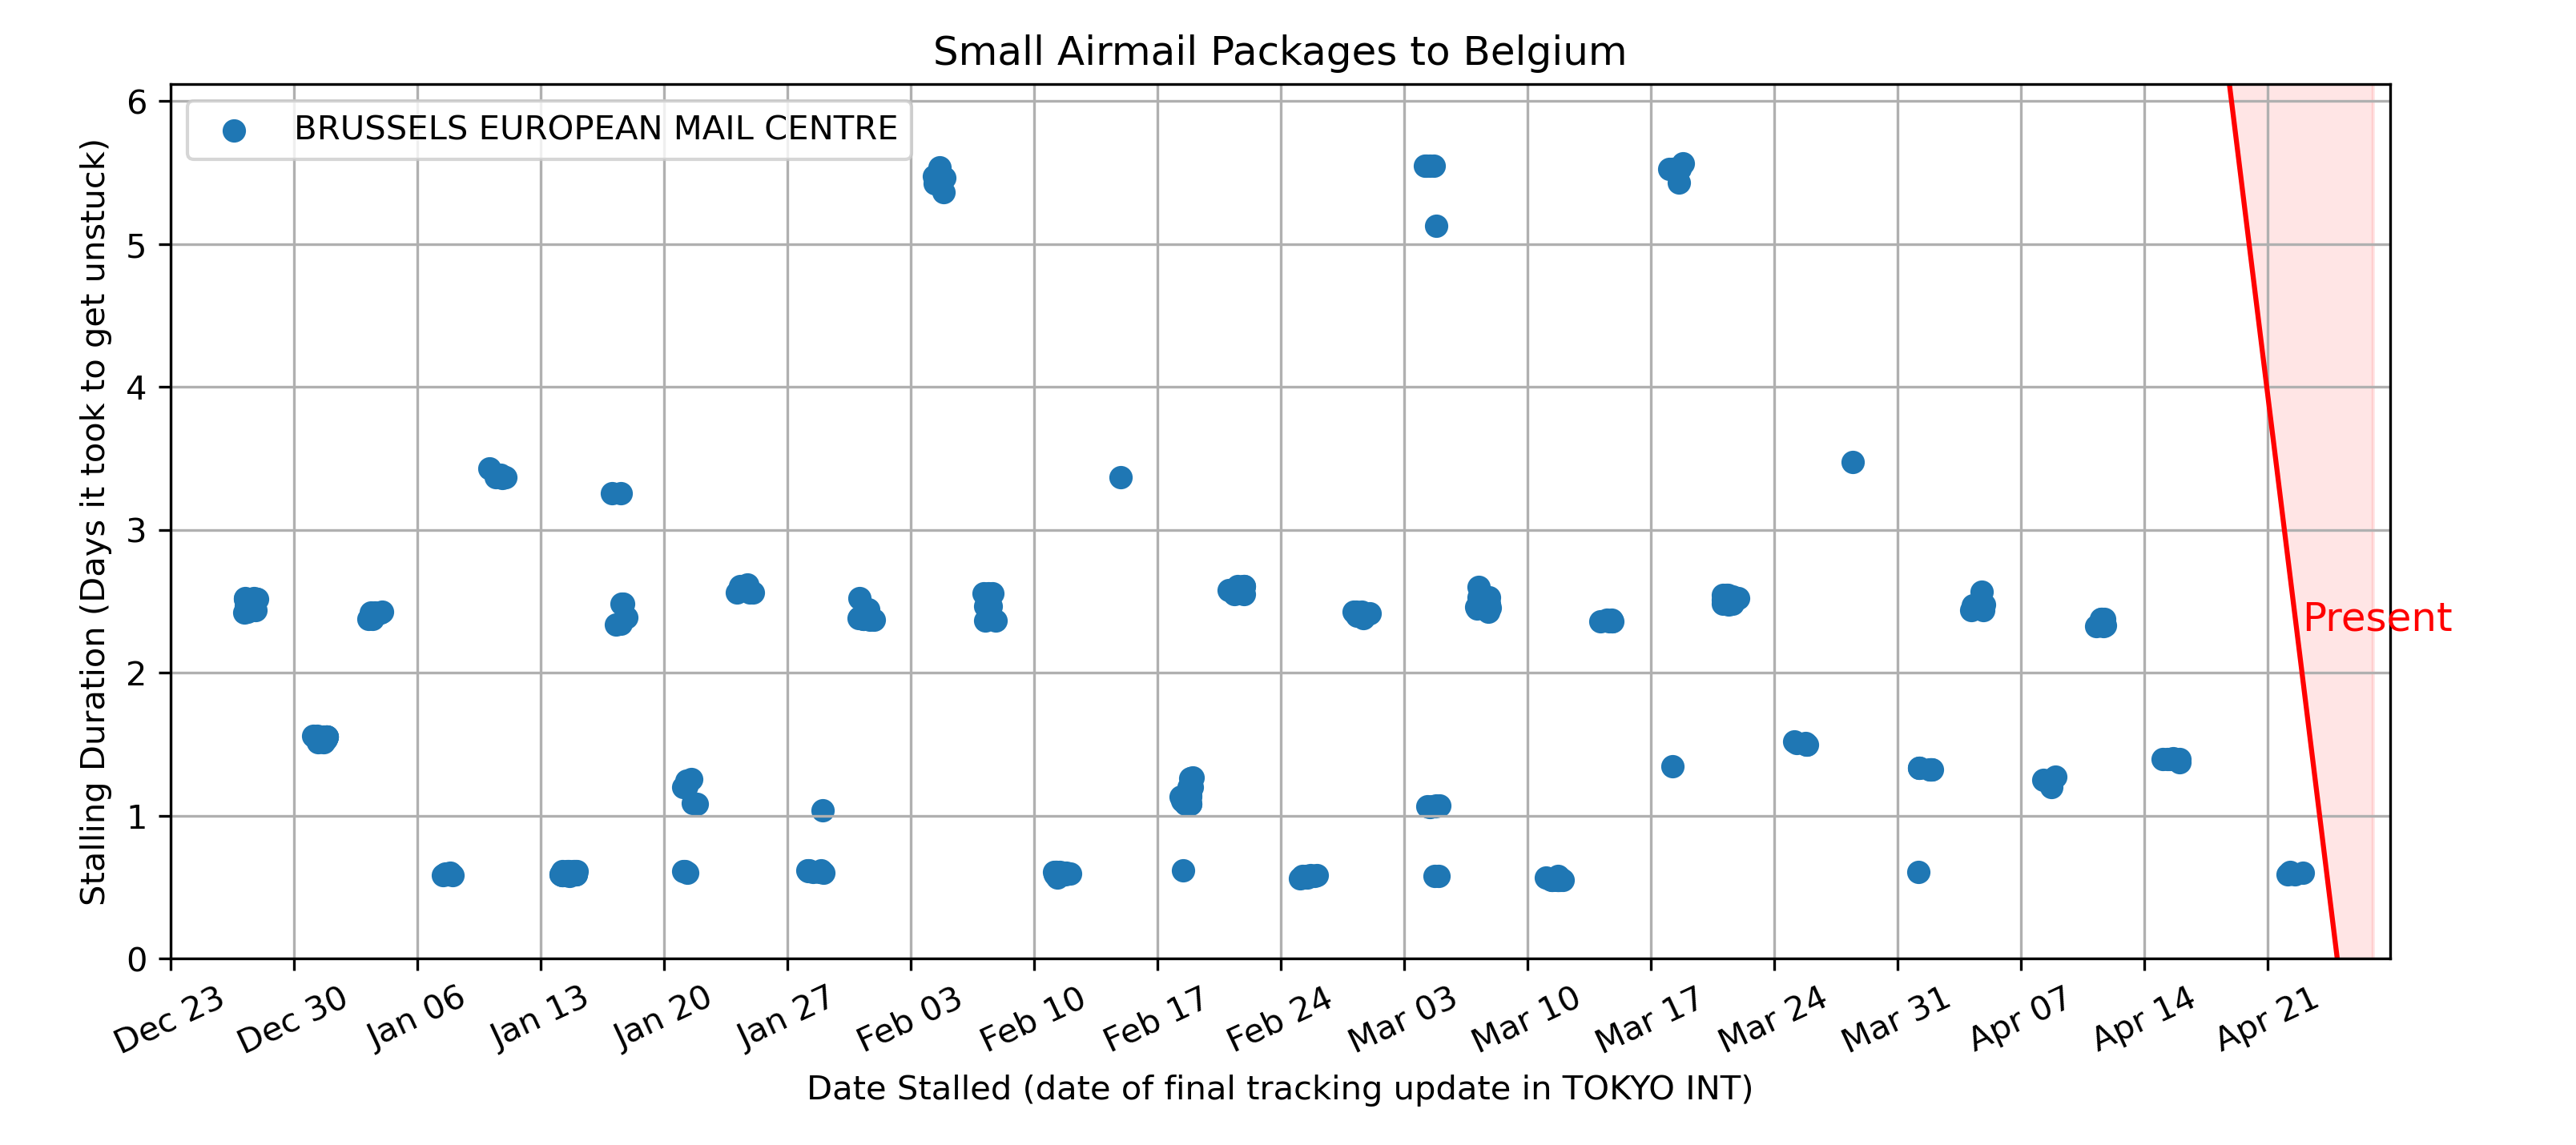 Small Airmail Packages to Belgium
BRUSSELS EUROPEAN MAIL CENTRE
Stalling Duration (Days it took to get unstuck)
6
5
4
3
2
1
0
Present
Dec 23
Dec 30
Jan 06
Jan 13
Jan 20
Jan 27
Feb 03
Feb 10
Feb 17
Feb 24
Mar 03
Mar 10
Mar 17
Mar 24
Mar 31
Apr 07
Apr 14
Apr 21
Date Stalled (date of final tracking update in TOKYO INT)